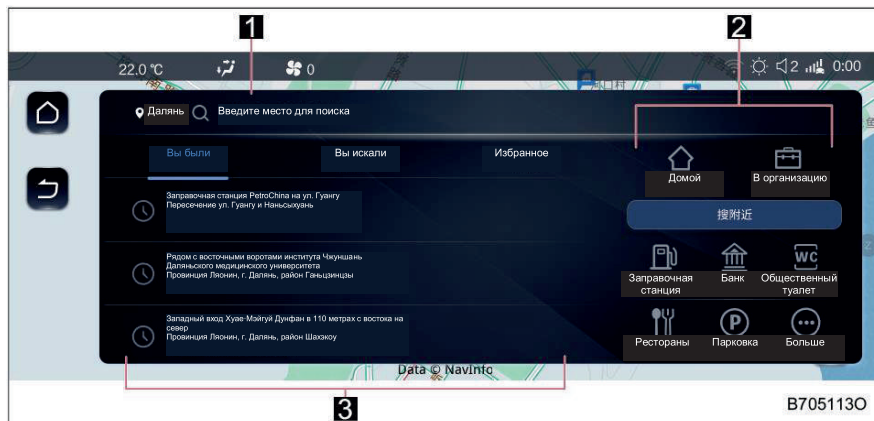 1
2
22.0 ℃
0
2
0:00
河口村
Далянь
Введите место для поиска
Вы были
Вы искали
Избранное
Домой
В организацию
Заправочная станция PetroChina на ул. Гуангу
Пересечение ул. Гуангу и Наньсыхуань
搜附近
Рядом с восточными воротами института Чжуншань
Даляньского медицинского университета
Провинция Ляонин, г. Далянь, район Ганьцзинцзы
WC
Заправочная
станция
Банк
Общественный
туалет
Западный вход Хуае-Мэйгуй Дунфан в 110 метрах с востока на
север
Провинция Ляонин, г. Далянь, район Шахэкоу
P
Рестораны
Парковка
Больше
Data © NavInfo
3
B705113O